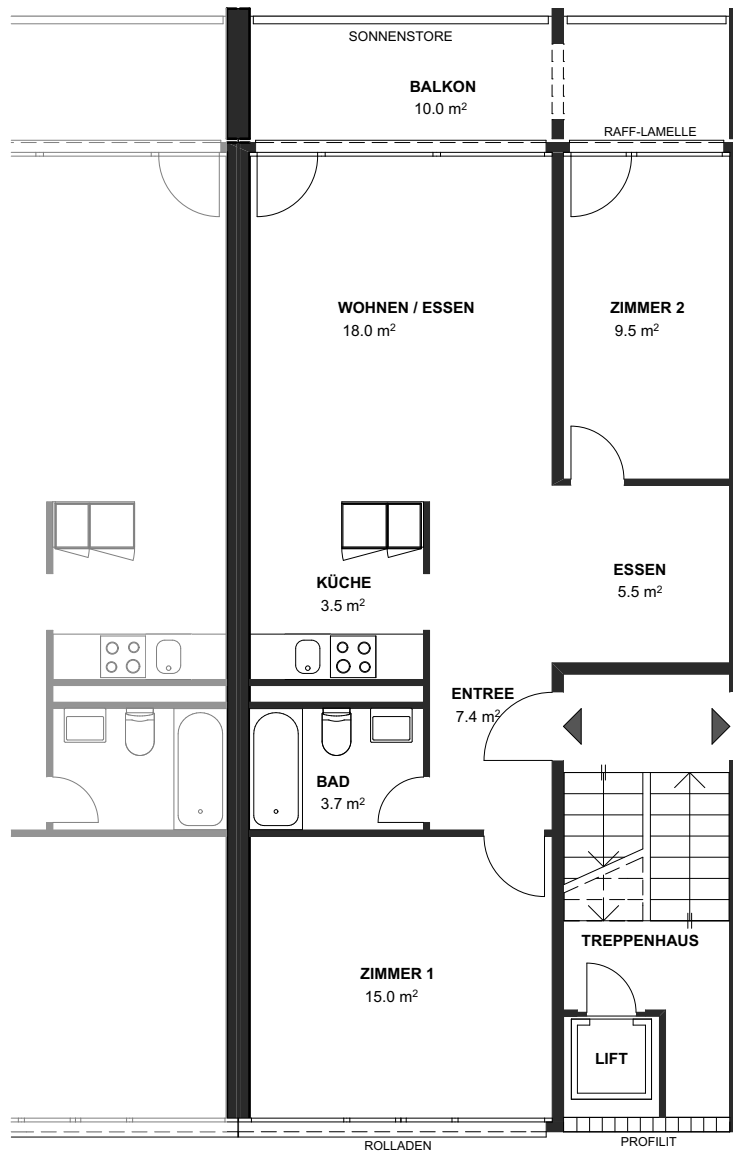 SONNENSTORE
BALKON
10.0 m²
RAFF-LAMELLE
WOHNEN / ESSEN
18.0 m²
ZIMMER 2
9.5 m²
KÜCHE
3.5 m²
ESSEN
5.5 m²
ENTREE
7.4 m²
BAD
3.7 m²
TREPPENHAUS
ZIMMER 1
15.0 m²
LIFT
ROLLADEN
PROFILIT